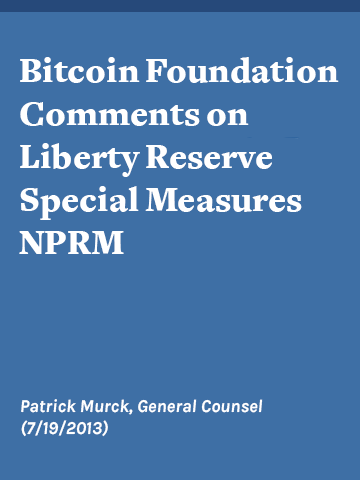 Bitcoin Foundation
Comments on
Liberty Reserve
Special Measures
NPRM
Patrick Murck, General Counsel
(7/19/2013)